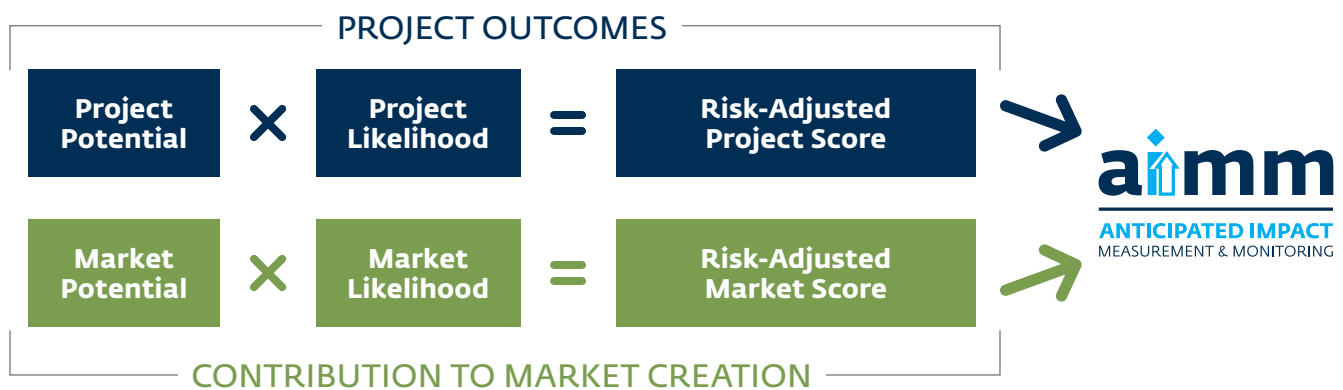 PROJECT OUTCOMES
Project
Potential
×
Project
Likelihood
=
Risk-Adjusted
Project Score
Market
Potential
×
Market
Likelihood
=
Risk-Adjusted
Market Score
CONTRIBUTION TO MARKET CREATION
aimm
ANTICIPATED IMPACT
MEASUREMENT & MONITORING